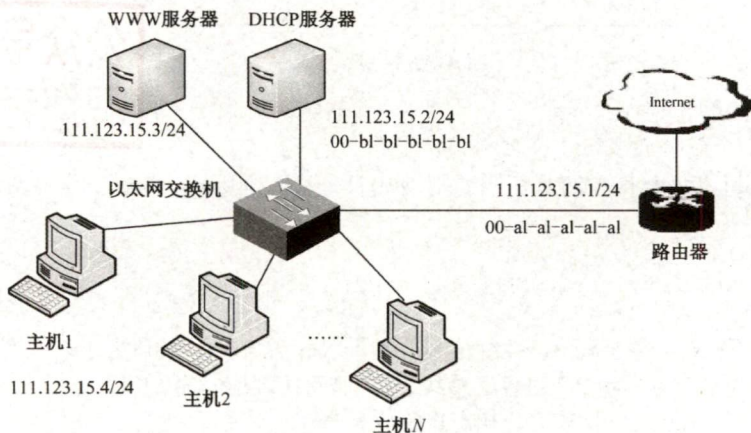 WWW服务器
DHCP服务器
Internet
111.123.15.3/24
111.123.15.2/24
00-bl-bl-bl-bl-bl
以太网交换机
111.123.15.1/24
00-al-al-al-al-al
路由器
主机1
……
111.123.15.4/24
主机2
主机N